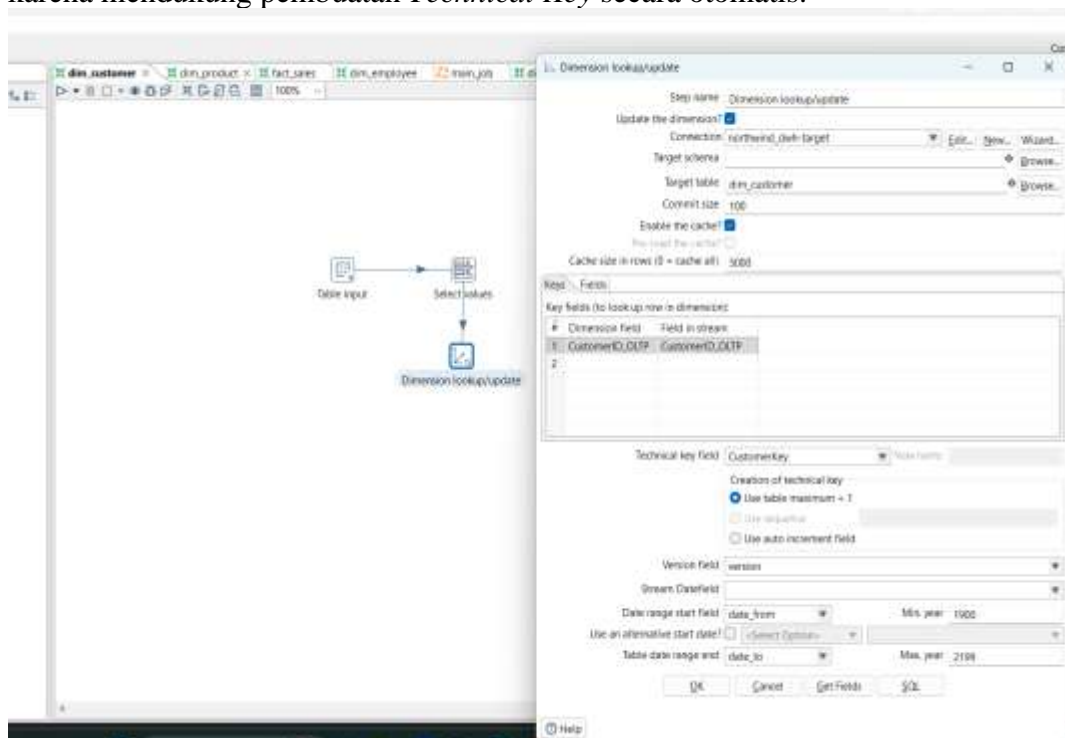 karena mendukung pembuatan Technical Key secara otomatis.
dim_customer dim_product fact_sales dim_employee main_job
100%
Dimension lookup/update
Step name Dimension lookup/update
Update the dimension?
Connection northwind_dwh-target Edit... New... Wizard...
Target schema Browse...
Target table dim_customer Browse...
Commit size 100
Enable the cache?
Pre-load the cache?
Cache size in rows (0 = cache all) 5000
Table input Select values
Dimension lookup/update
Keys Fields
Key fields (to look up row in dimension):
# Dimension field Field in stream
1 CustomerID_OLTP CustomerID_OLTP
2
Technical key field CustomerKey
Creation of technical key
Use table maximum + 1
Use sequence
Use auto increment field
Version field version
Stream Datefield
Date range start field date_from Min. year 1900
Use an alternative start date? <Select Option>
Table date range end date_to Max. year 2199
OK Cancel Get Fields SQL
Help